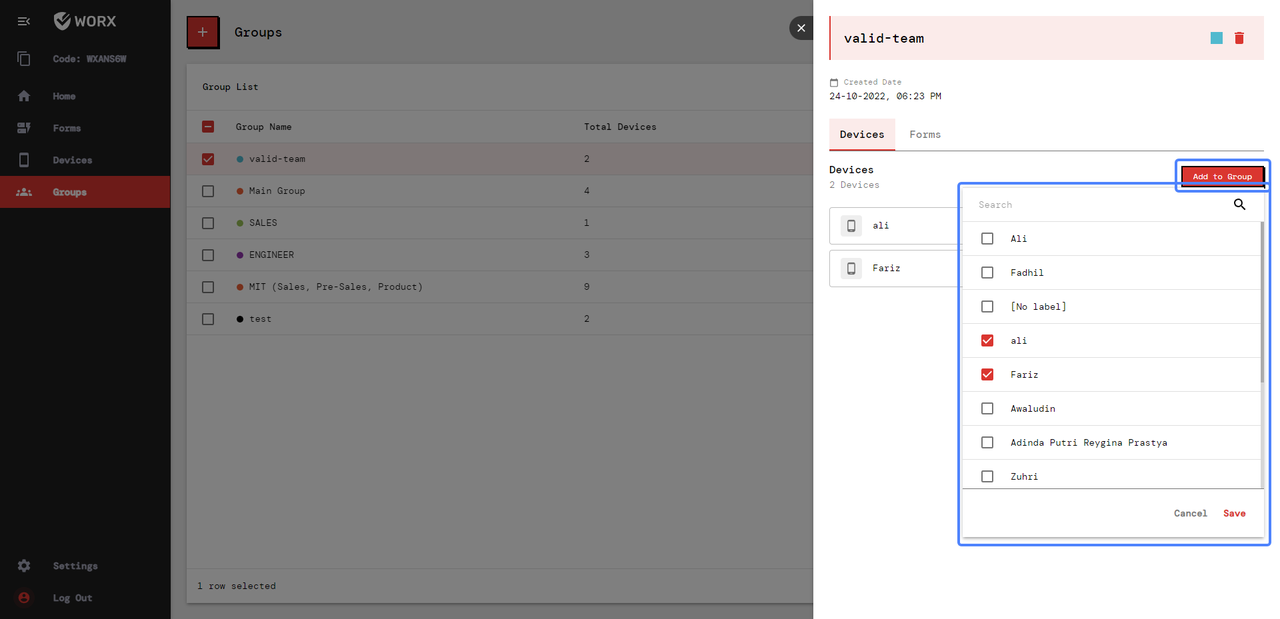 WORX
Code: WXANS6W
Home
Forms
Devices
Groups
Settings
Log Out
Groups
Group List
Group Name Total Devices
valid-team 2
Main Group 4
SALES 1
ENGINEER 3
MIT (Sales, Pre-Sales, Product) 9
test 2
1 row selected
valid-team
Created Date
24-10-2022, 06:23 PM
Devices Forms
Devices
2 Devices
Add to Group
ali
Fariz
Search
Ali
Fadhil
[No label]
ali
Fariz
Awaludin
Adinda Putri Reygina Prastya
Zuhri
Cancel Save